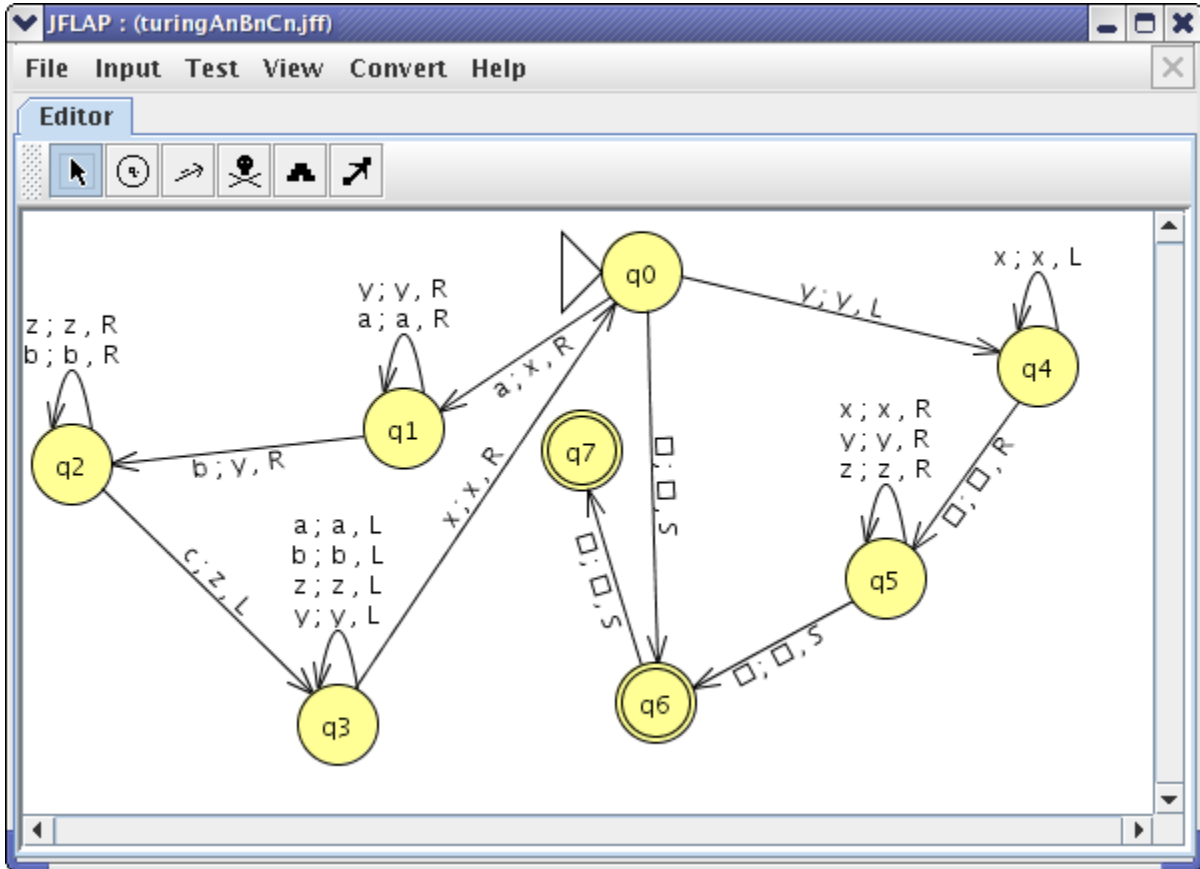 JFLAP : (turingAnBnCn.jff)
File Input Test View Convert Help
Editor
q0
x ; x , L
y ; y , L
y ; y , R
a ; a , R
z ; z , R
b ; b , R
a ; x , R
q4
x ; x , R
y ; y , R
z ; z , R
q1
q7
q2
b ; y , R
x ; x , R
□ ; □ , S
□ ; □ , R
a ; a , L
b ; b , L
z ; z , L
y ; y , L
c ; z , L
□ ; □ , S
q5
□ ; □ , S
q6
q3